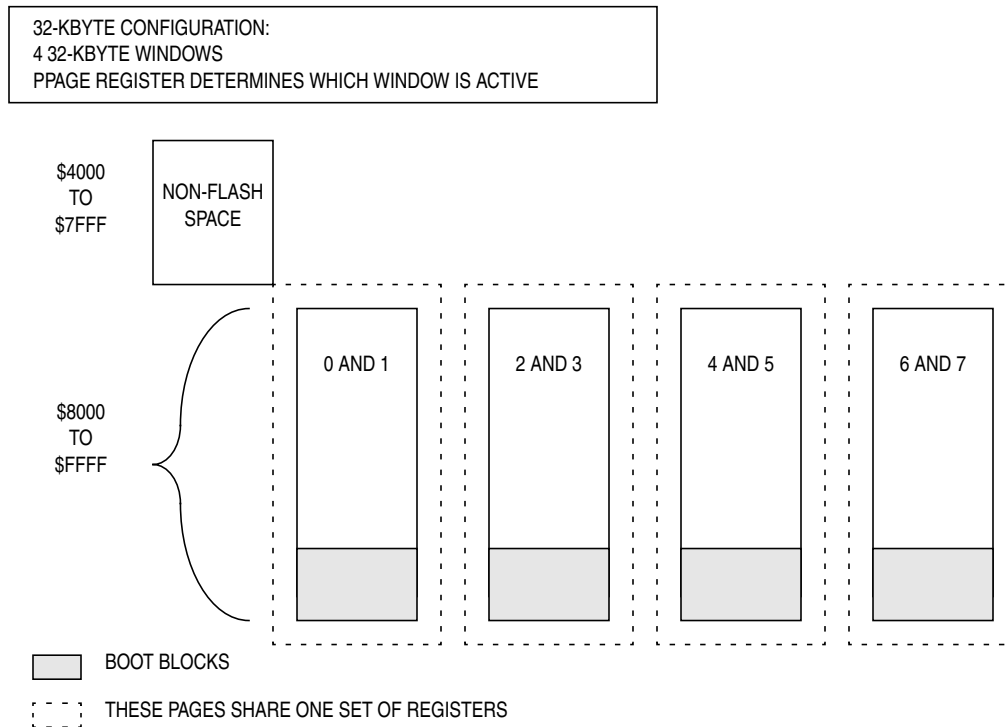 32-KBYTE CONFIGURATION:
4 32-KBYTE WINDOWS
PPAGE REGISTER DETERMINES WHICH WINDOW IS ACTIVE
$4000
TO
$7FFF
NON-FLASH
SPACE
0 AND 1
2 AND 3
4 AND 5
6 AND 7
$8000
TO
$FFFF
BOOT BLOCKS
THESE PAGES SHARE ONE SET OF REGISTERS